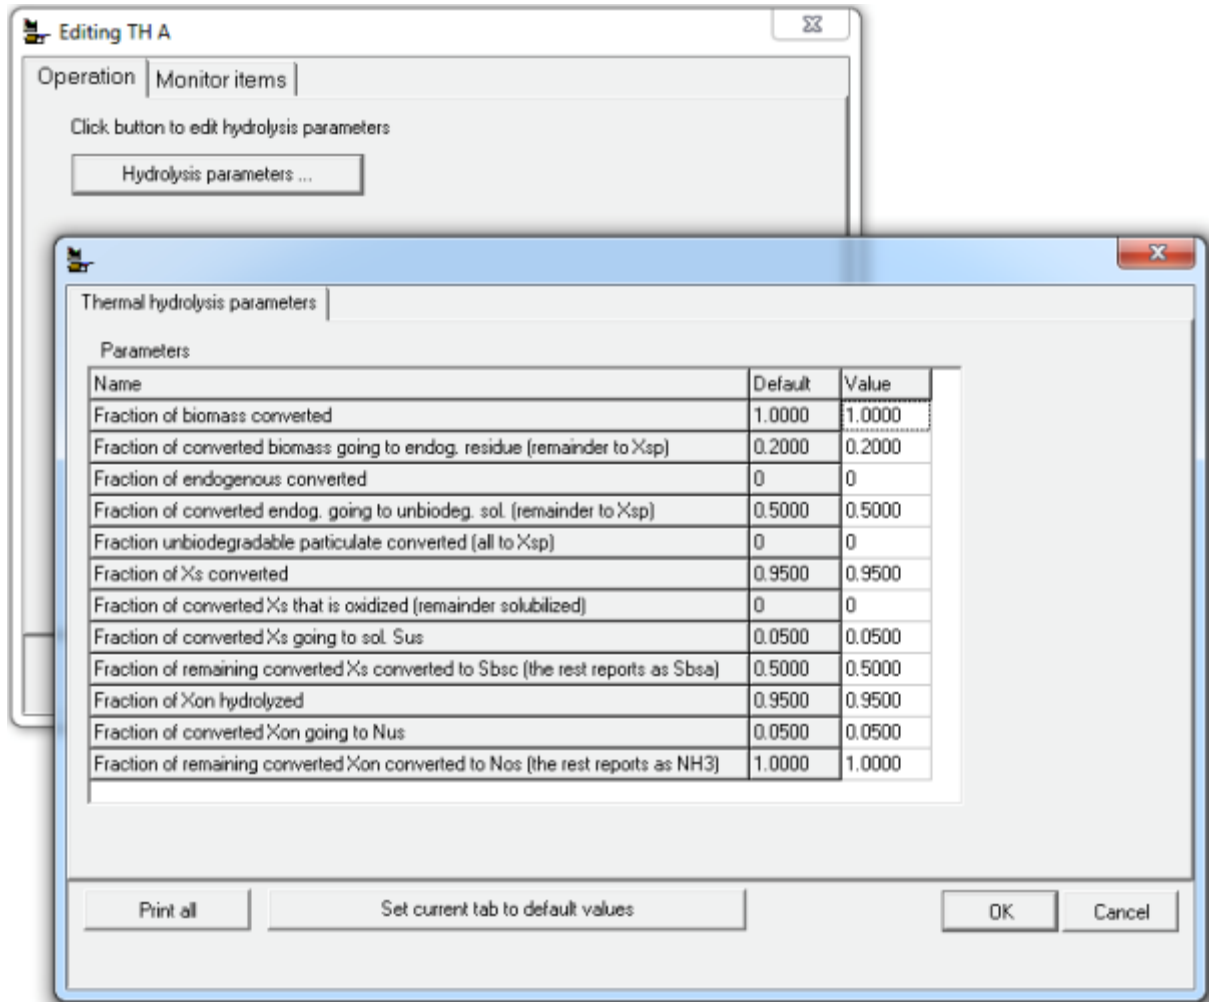 Editing TH A
Operation Monitor items
Click button to edit hydrolysis parameters
Hydrolysis parameters ...
Thermal hydrolysis parameters
Parameters
Name Default Value
Fraction of biomass converted 1.0000 1.0000
Fraction of converted biomass going to endog. residue (remainder to Xsp) 0.2000 0.2000
Fraction of endogenous converted 0 0
Fraction of converted endog. going to unbiodeg. sol. (remainder to Xsp) 0.5000 0.5000
Fraction unbiodegradable particulate converted (all to Xsp) 0 0
Fraction of Xs converted 0.9500 0.9500
Fraction of converted Xs that is oxidized (remainder solubilized) 0 0
Fraction of converted Xs going to sol. Sus 0.0500 0.0500
Fraction of remaining converted Xs converted to Sbsc (the rest reports as Sbsa) 0.5000 0.5000
Fraction of Xon hydrolyzed 0.9500 0.9500
Fraction of converted Xon going to Nus 0.0500 0.0500
Fraction of remaining converted Xon converted to Nos (the rest reports as NH3) 1.0000 1.0000
Print all Set current tab to default values OK Cancel